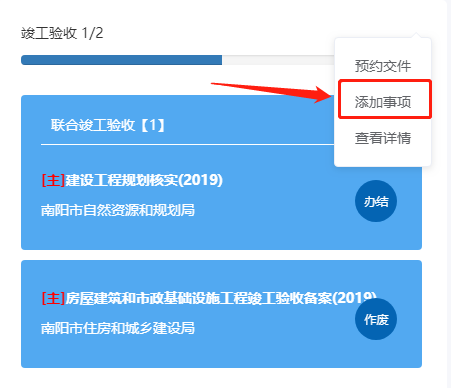 竣工验收 1/2
预约交件
添加事项
查看详情
联合竣工验收【1】
[主]建设工程规划核实(2019)
南阳市自然资源和规划局
办结
[主]房屋建筑和市政基础设施工程竣工验收备案(2019)
南阳市住房和城乡建设局
作废